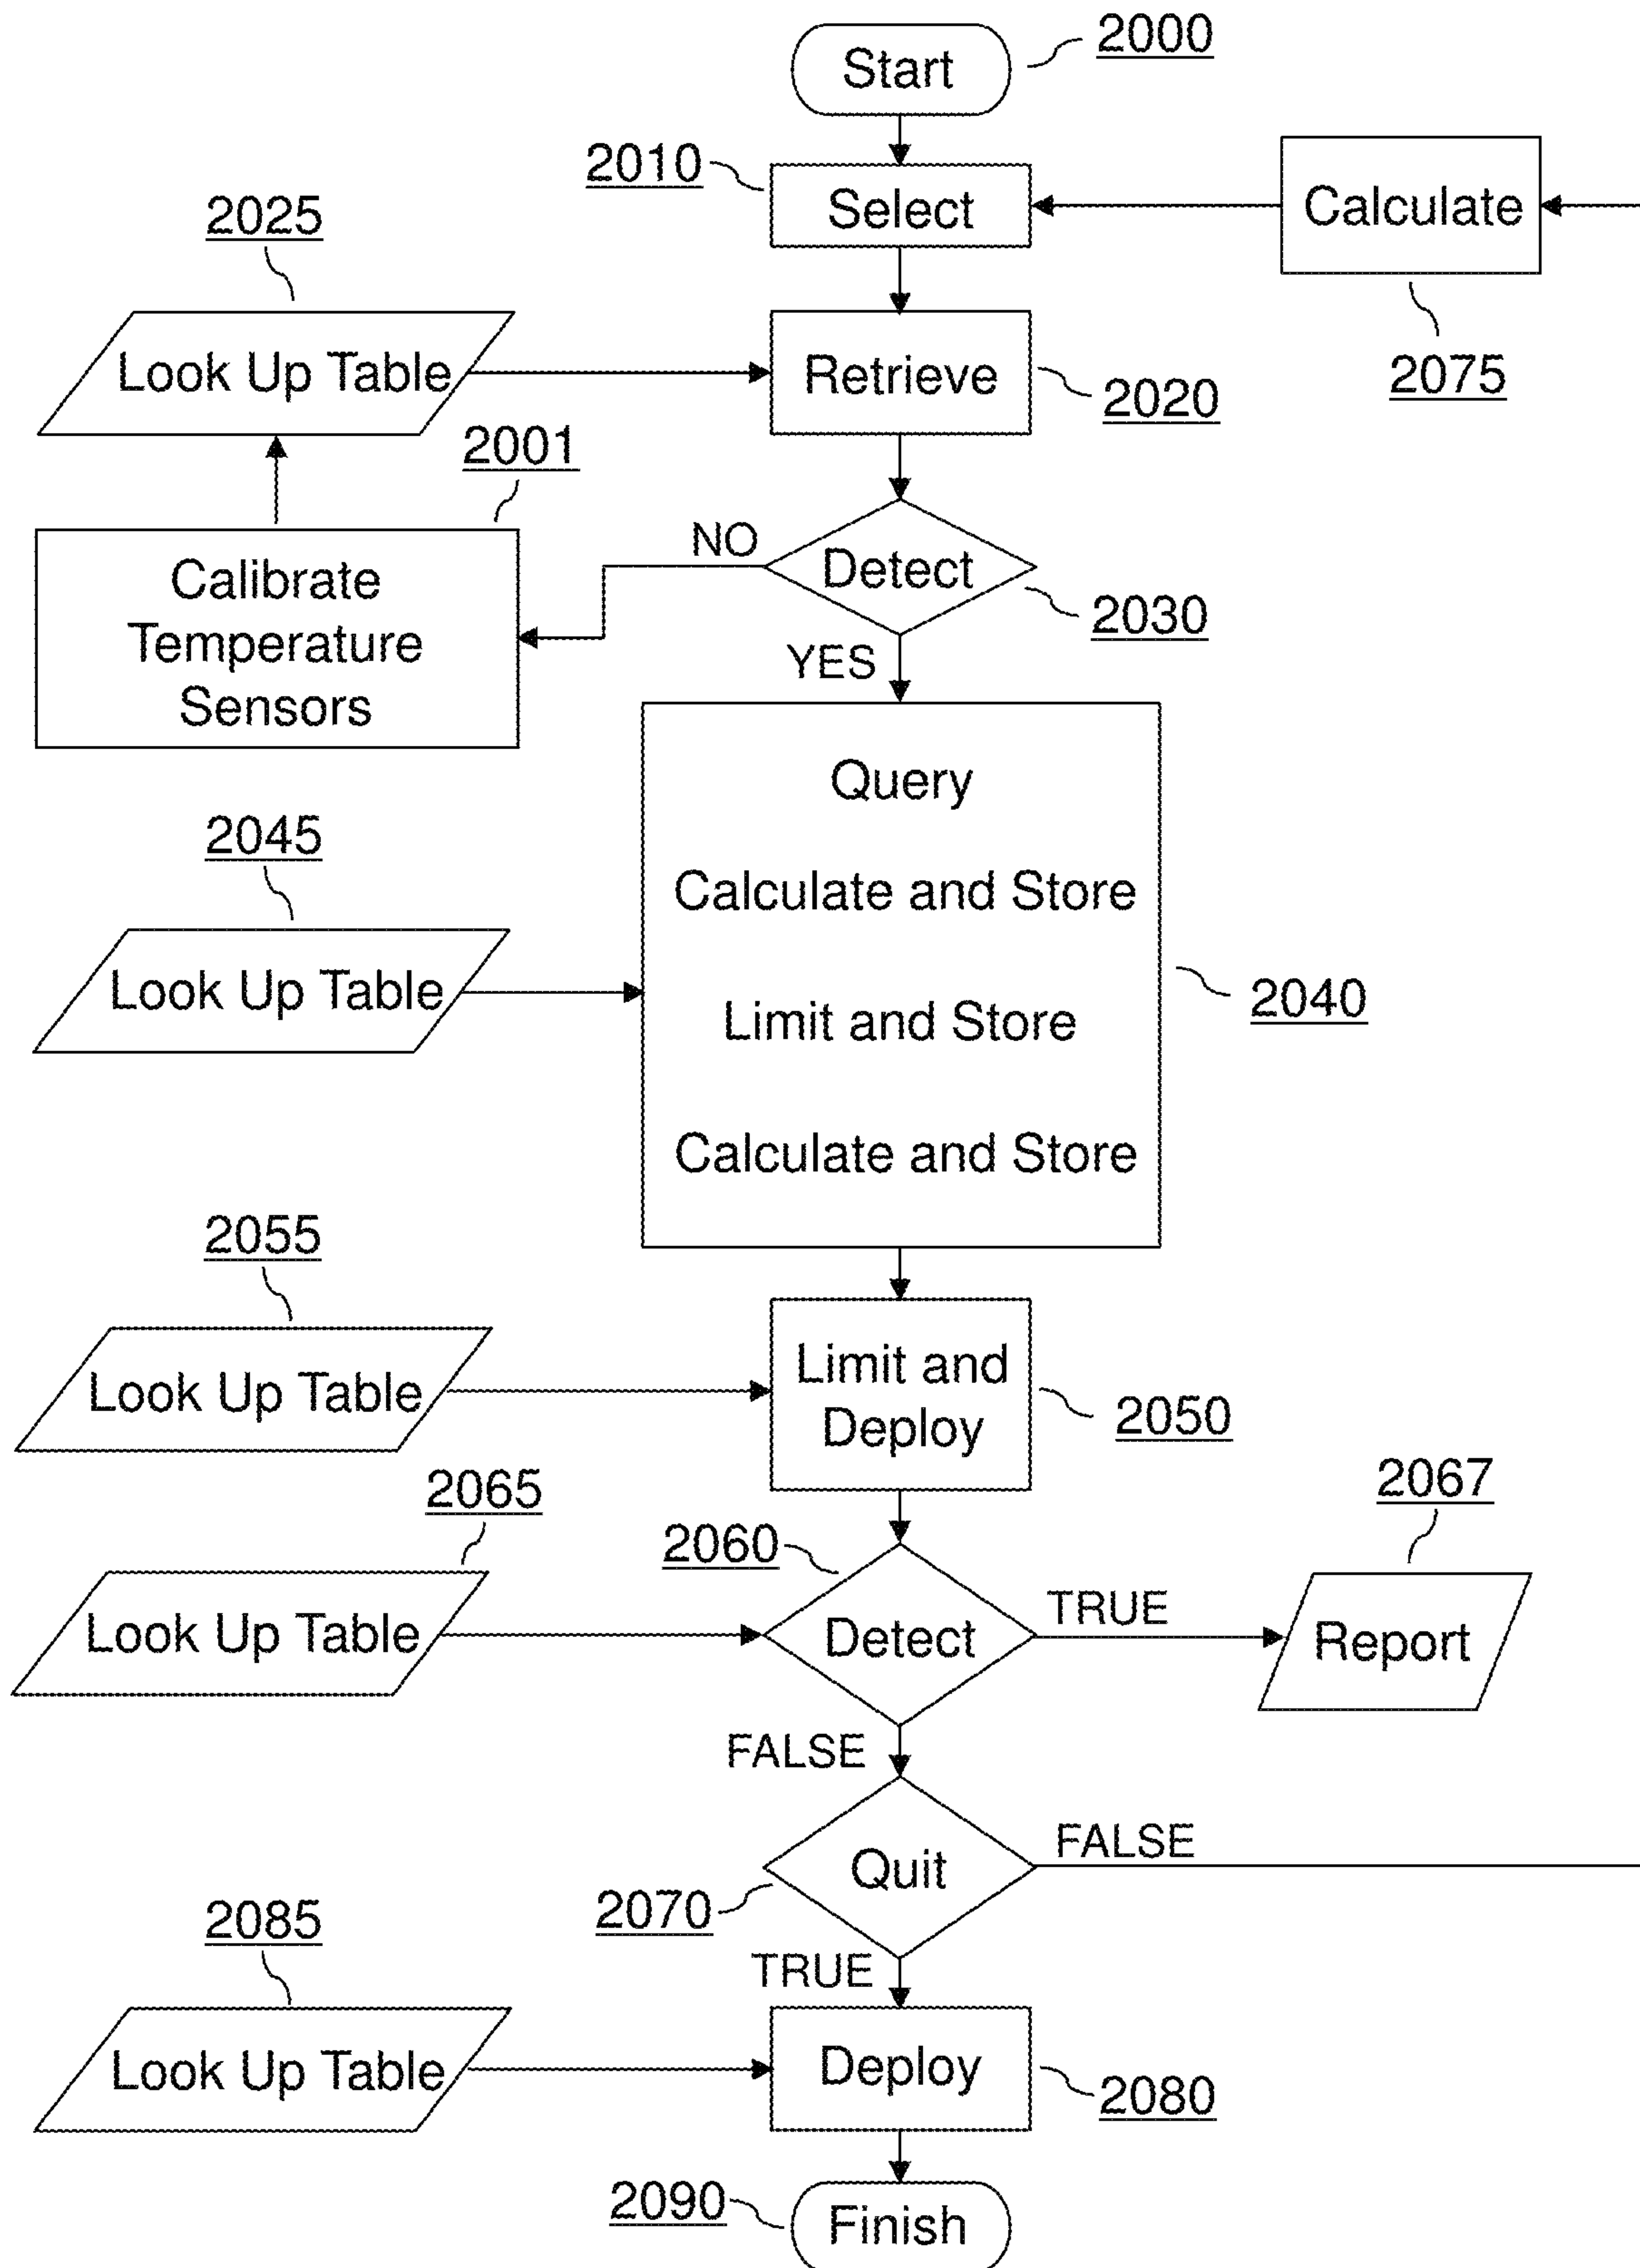 2000
Start
2010
Select
Calculate
2025
Look Up Table
Retrieve
2020
2075
2001
NO
Detect
2030
Calibrate
Temperature
Sensors
YES
Query
2045
Calculate and Store
Look Up Table
Limit and Store
2040
Calculate and Store
2055
Limit and
Deploy
Look Up Table
2050
2065
2067
2060
TRUE
Look Up Table
Detect
Report
FALSE
FALSE
Quit
2070
2085
TRUE
Look Up Table
Deploy
2080
2090
Finish